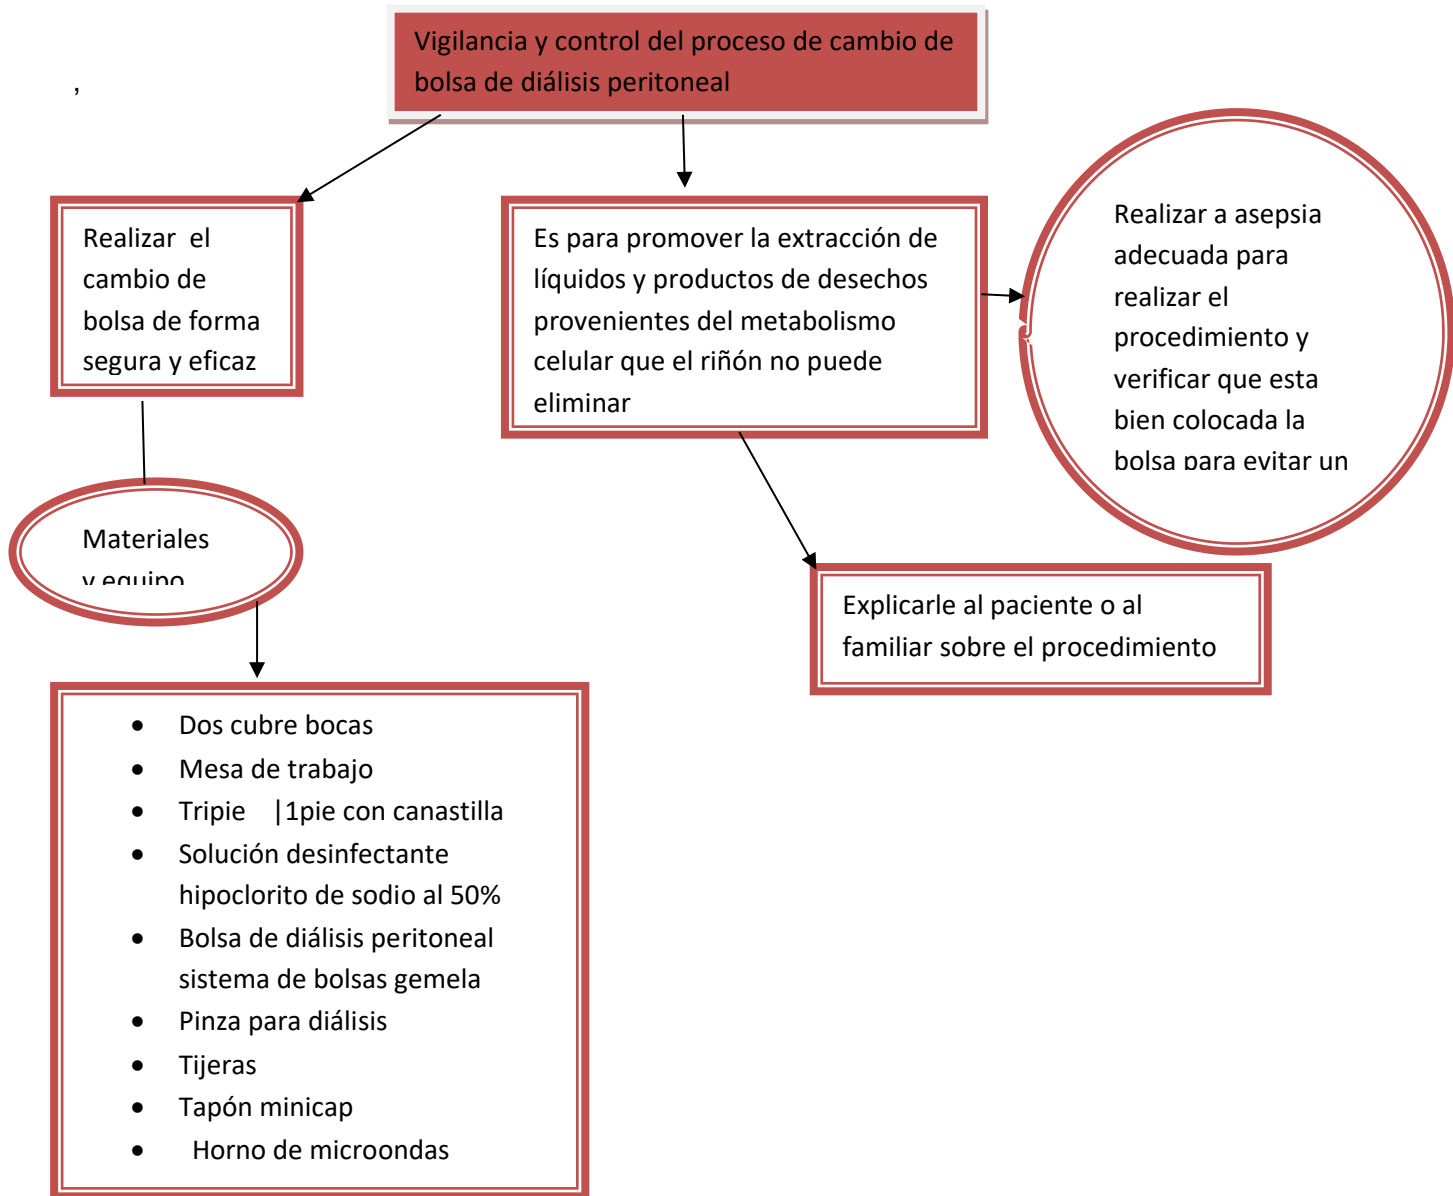 Vigilancia y control del proceso de cambio de
bolsa de diálisis peritoneal
,
Realizar el
cambio de
bolsa de forma
segura y eficaz
Es para promover la extracción de
líquidos y productos de desechos
provenientes del metabolismo
celular que el riñón no puede
eliminar
Realizar a asepsia
adecuada para
realizar el
procedimiento y
verificar que esta
bien colocada la
bolsa para evitar un
Materiales
y equipo
Explicarle al paciente o al
familiar sobre el procedimiento
• Dos cubre bocas
• Mesa de trabajo
• Tripie |1pie con canastilla
• Solución desinfectante
hipoclorito de sodio al 50%
• Bolsa de diálisis peritoneal
sistema de bolsas gemela
• Pinza para diálisis
• Tijeras
• Tapón minicap
• Horno de microondas